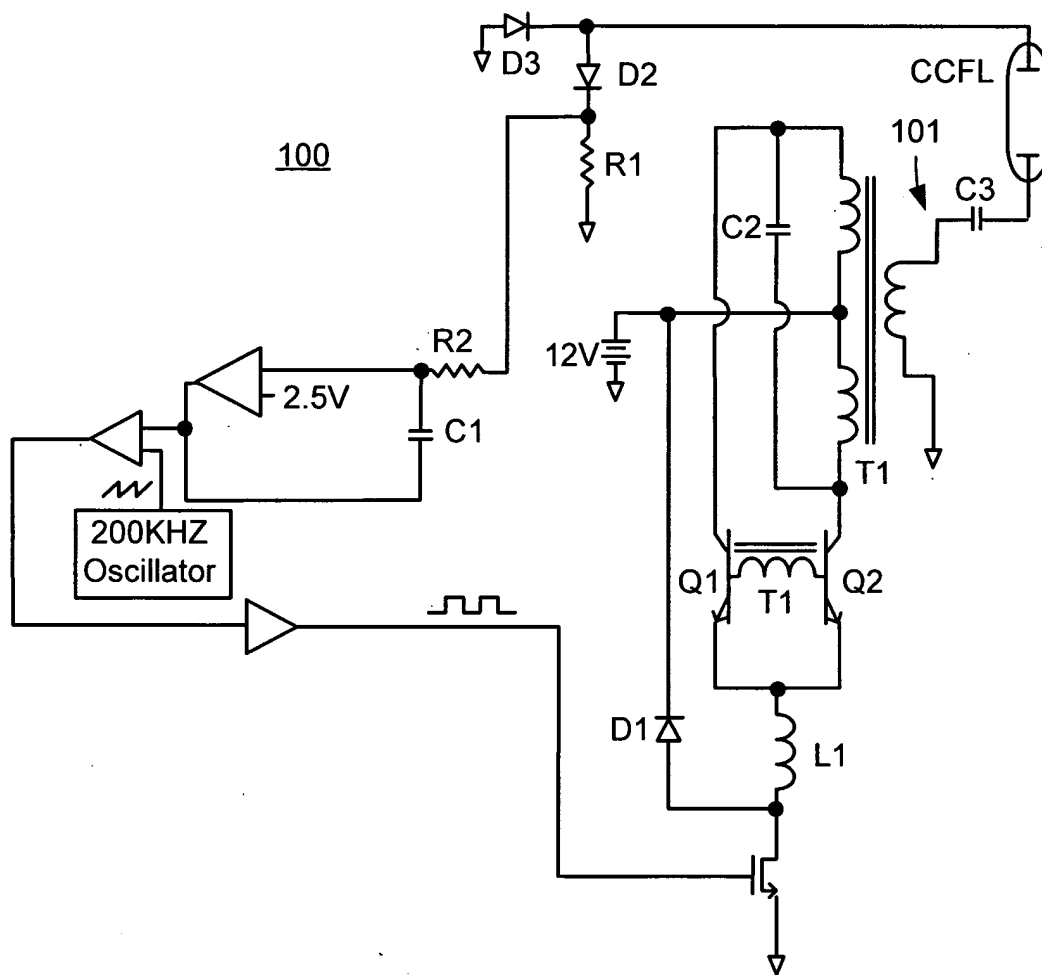 D3
D2
CCFL
100
R1
101
C3
C2
R2
12V
2.5V
C1
T1
200KHZ
Oscillator
Q1
T1
Q2
D1
L1